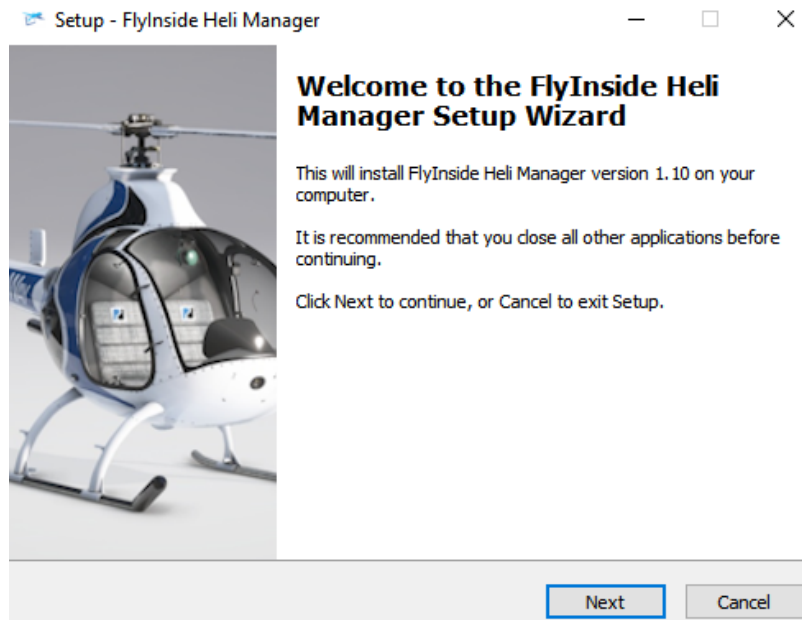 Setup - FlyInside Heli Manager
Welcome to the FlyInside Heli
Manager Setup Wizard
This will install FlyInside Heli Manager version 1.10 on your
computer.
It is recommended that you close all other applications before
continuing.
Click Next to continue, or Cancel to exit Setup.
Next
Cancel